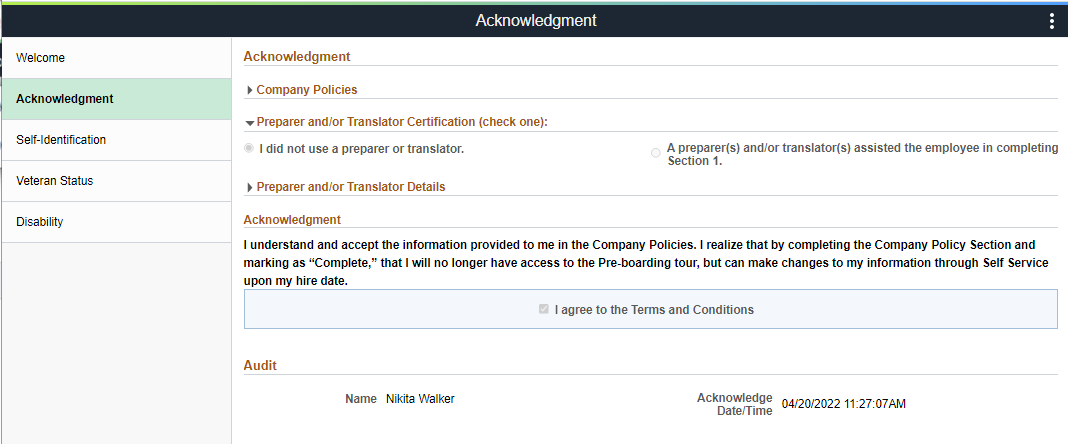 Acknowledgment
Welcome
Acknowledgment
Self-Identification
Veteran Status
Disability
Acknowledgment
Company Policies
Preparer and/or Translator Certification (check one):
I did not use a preparer or translator.
A preparer(s) and/or translator(s) assisted the employee in completing
Section 1.
Preparer and/or Translator Details
Acknowledgment
I understand and accept the information provided to me in the Company Policies. I realize that by completing the Company Policy Section and
marking as “Complete,” that I will no longer have access to the Pre-boarding tour, but can make changes to my information through Self Service
upon my hire date.
I agree to the Terms and Conditions
Audit
Name Nikita Walker
Acknowledge
Date/Time 04/20/2022 11:27:07AM